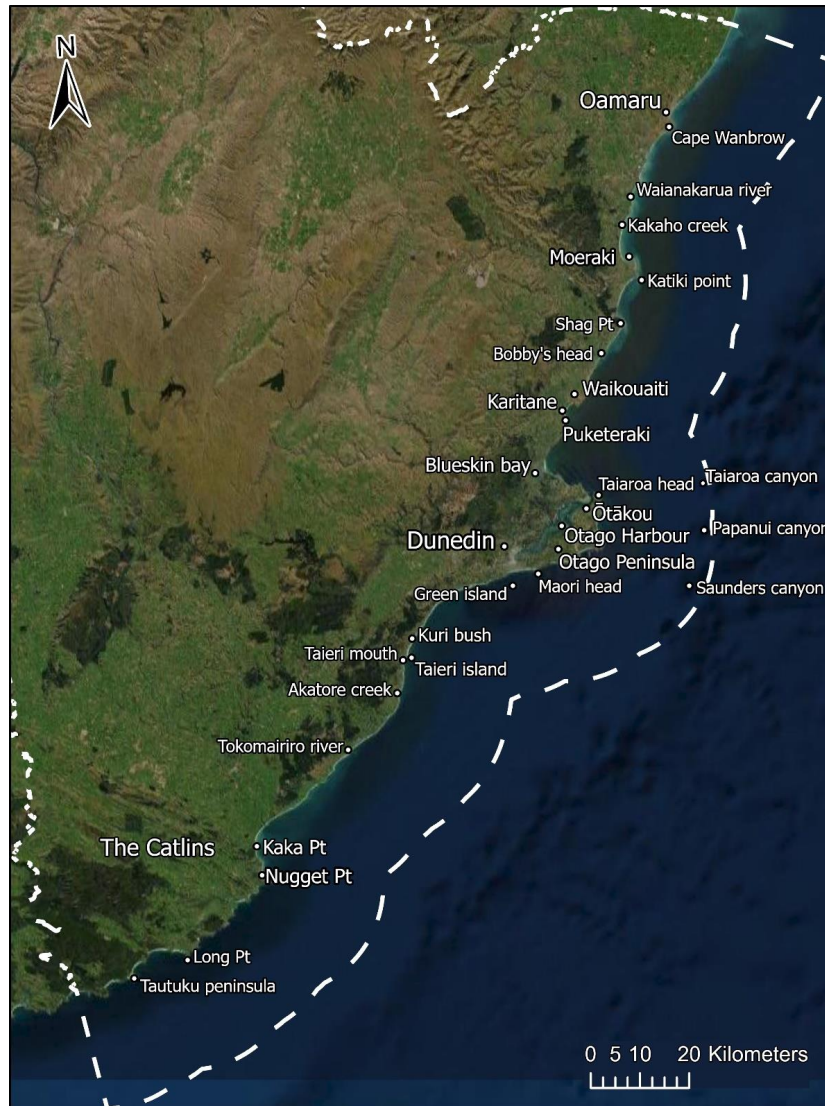 N
Oamaru
Cape Wanbrow
Waianakarua river
Kakaho creek
Moeraki
Katiki point
Shag Pt
Bobby's head
Waikouaiti
Karitane
Puketeraki
Blueskin bay
Taiaroa head
Taiaroa canyon
Ōtākou
Otago Harbour
Papanui canyon
Dunedin
Otago Peninsula
Maori head
Saunders canyon
Green island
Kuri bush
Taieri mouth
Taieri island
Akatore creek
Tokomairiro river
The Catlins
Kaka Pt
Nugget Pt
Long Pt
Tautuku peninsula
0 5 10 20 Kilometers